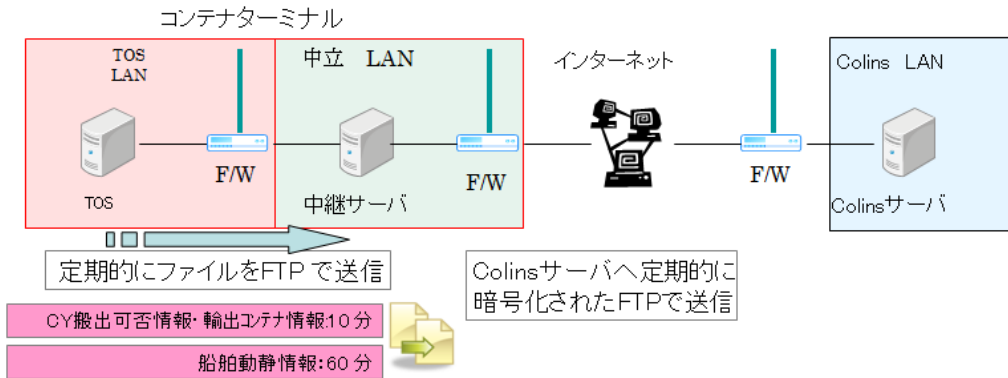 コンテナターミナル
TOS
LAN
中立 LAN
インターネット
Colins LAN
F/W
F/W
F/W
TOS
中継サーバ
Colinsサーバ
定期的にファイルをFTPで送信
Colinsサーバへ定期的に
暗号化されたFTPで送信
CY搬出可否情報・輸出コンテナ情報:10分
船舶動静情報:60分